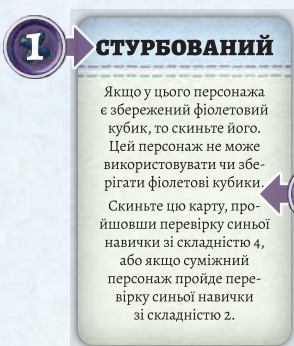 1
СТУРБОВАНИЙ
Якщо у цього персонажа
є збережений фіолетовий
кубик, то скиньте його.
Цей персонаж не може
використовувати чи збе-
рігати фіолетові кубики.
Скиньте цю карту, про-
йшовши перевірку синьої
навички зі складністю 4,
або якщо суміжний
персонаж пройде пере-
вірку синьої навички
зі складністю 2.